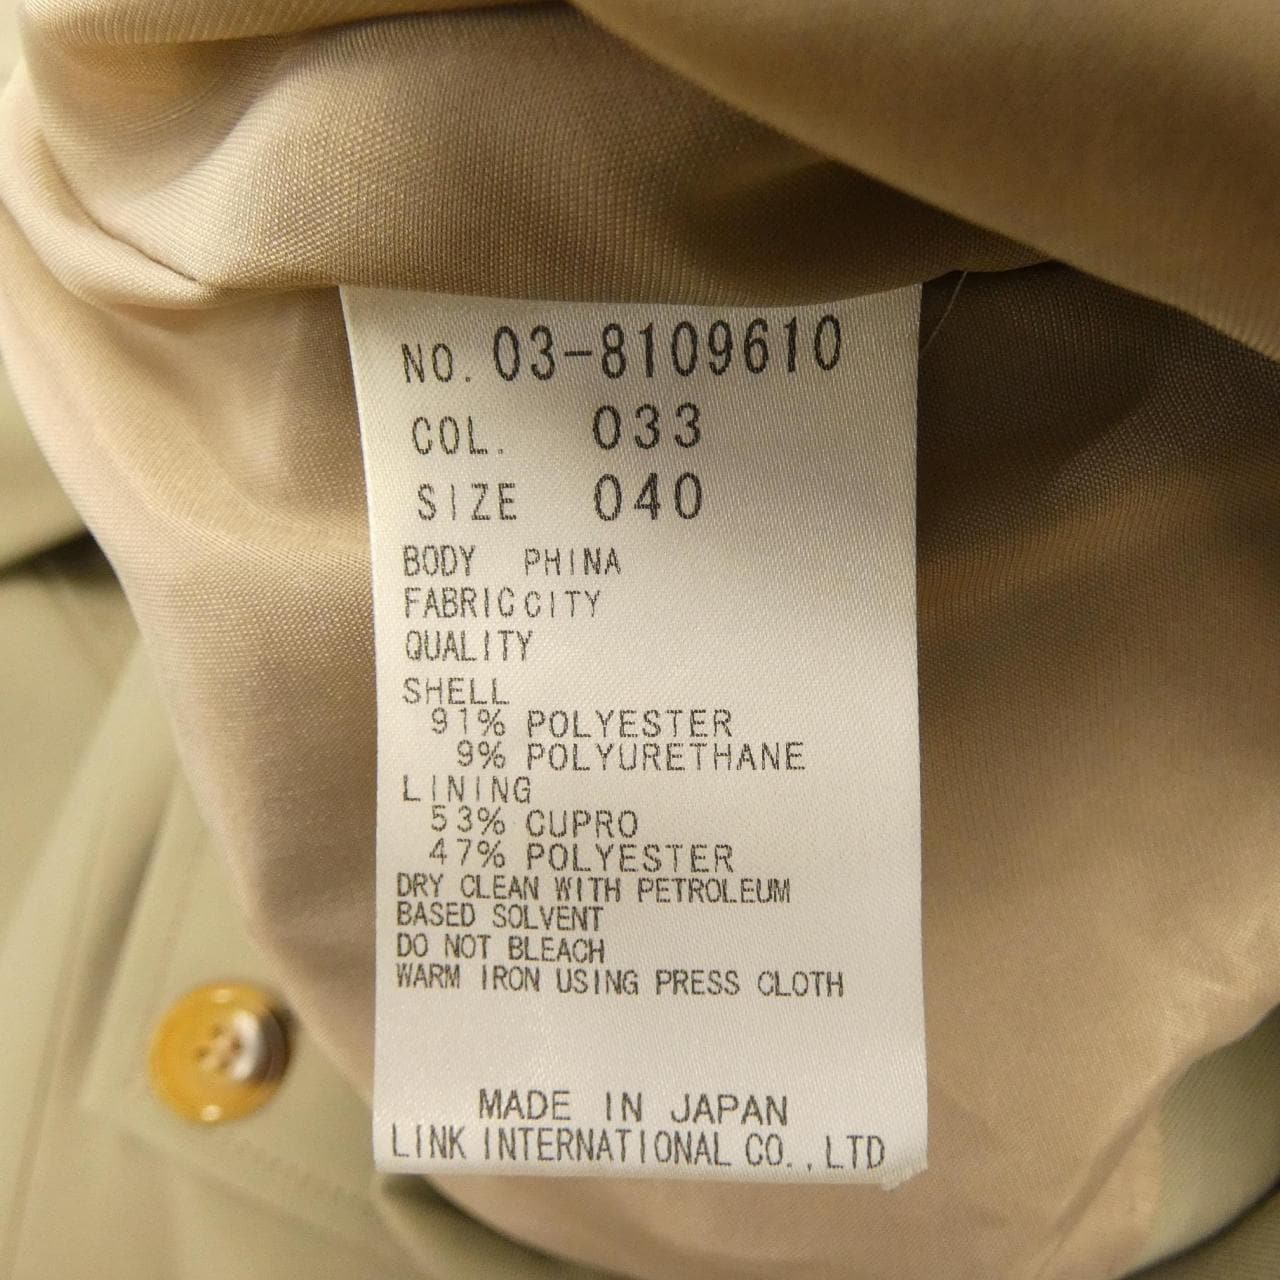 NO. 03-8109610
COL. 033
SIZE 040
BODY PHINA
FABRIC CITY
QUALITY
SHELL
91% POLYESTER
9% POLYURETHANE
LINING
53% CUPRO
47% POLYESTER
DRY CLEAN WITH PETROLEUM
BASED SOLVENT
DO NOT BLEACH
WARM IRON USING PRESS CLOTH
MADE IN JAPAN
LINK INTERNATIONAL CO., LTD